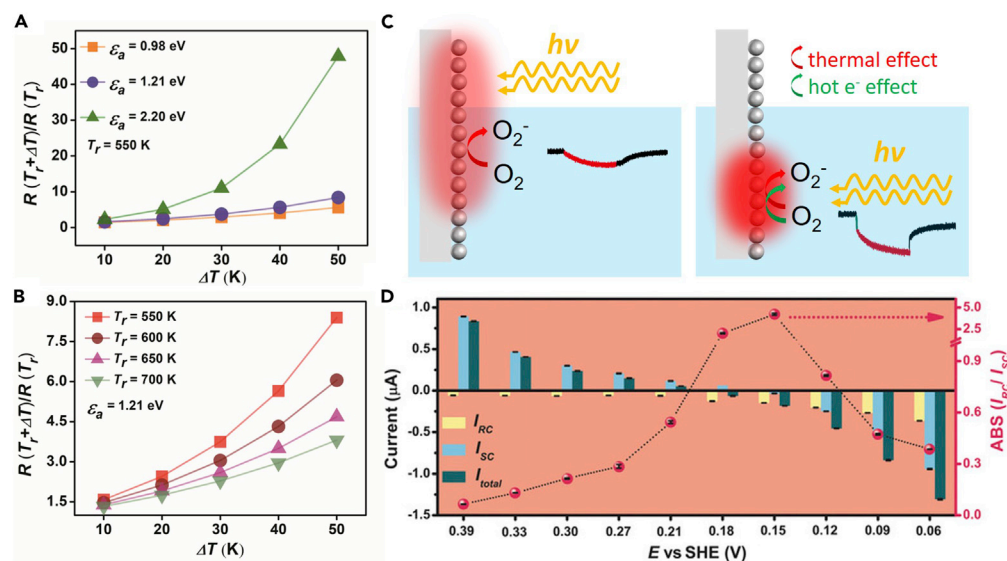 A
R (Tr+ΔT)/R (Tr)
50
40
30
20
10
0
εa = 0.98 eV
εa = 1.21 eV
εa = 2.20 eV
Tr = 550 K
10 20 30 40 50
ΔT (K)
B
R (Tr+ΔT)/R (Tr)
9.0
7.5
6.0
4.5
3.0
1.5
Tr = 550 K
Tr = 600 K
Tr = 650 K
Tr = 700 K
εa = 1.21 eV
10 20 30 40 50
ΔT (K)
C
hν
O2-
O2
thermal effect
hot e- effect
hν
O2-
O2
D
Current (μA)
1.0
0.5
0.0
-0.5
-1.0
-1.5
IRC
ISC
Itotal
0.39 0.33 0.30 0.27 0.21 0.18 0.15 0.12 0.09 0.06
E vs SHE (V)
5.0
2.5
0.9
0.6
0.3
0.0
ABS (IRC/ ISC)